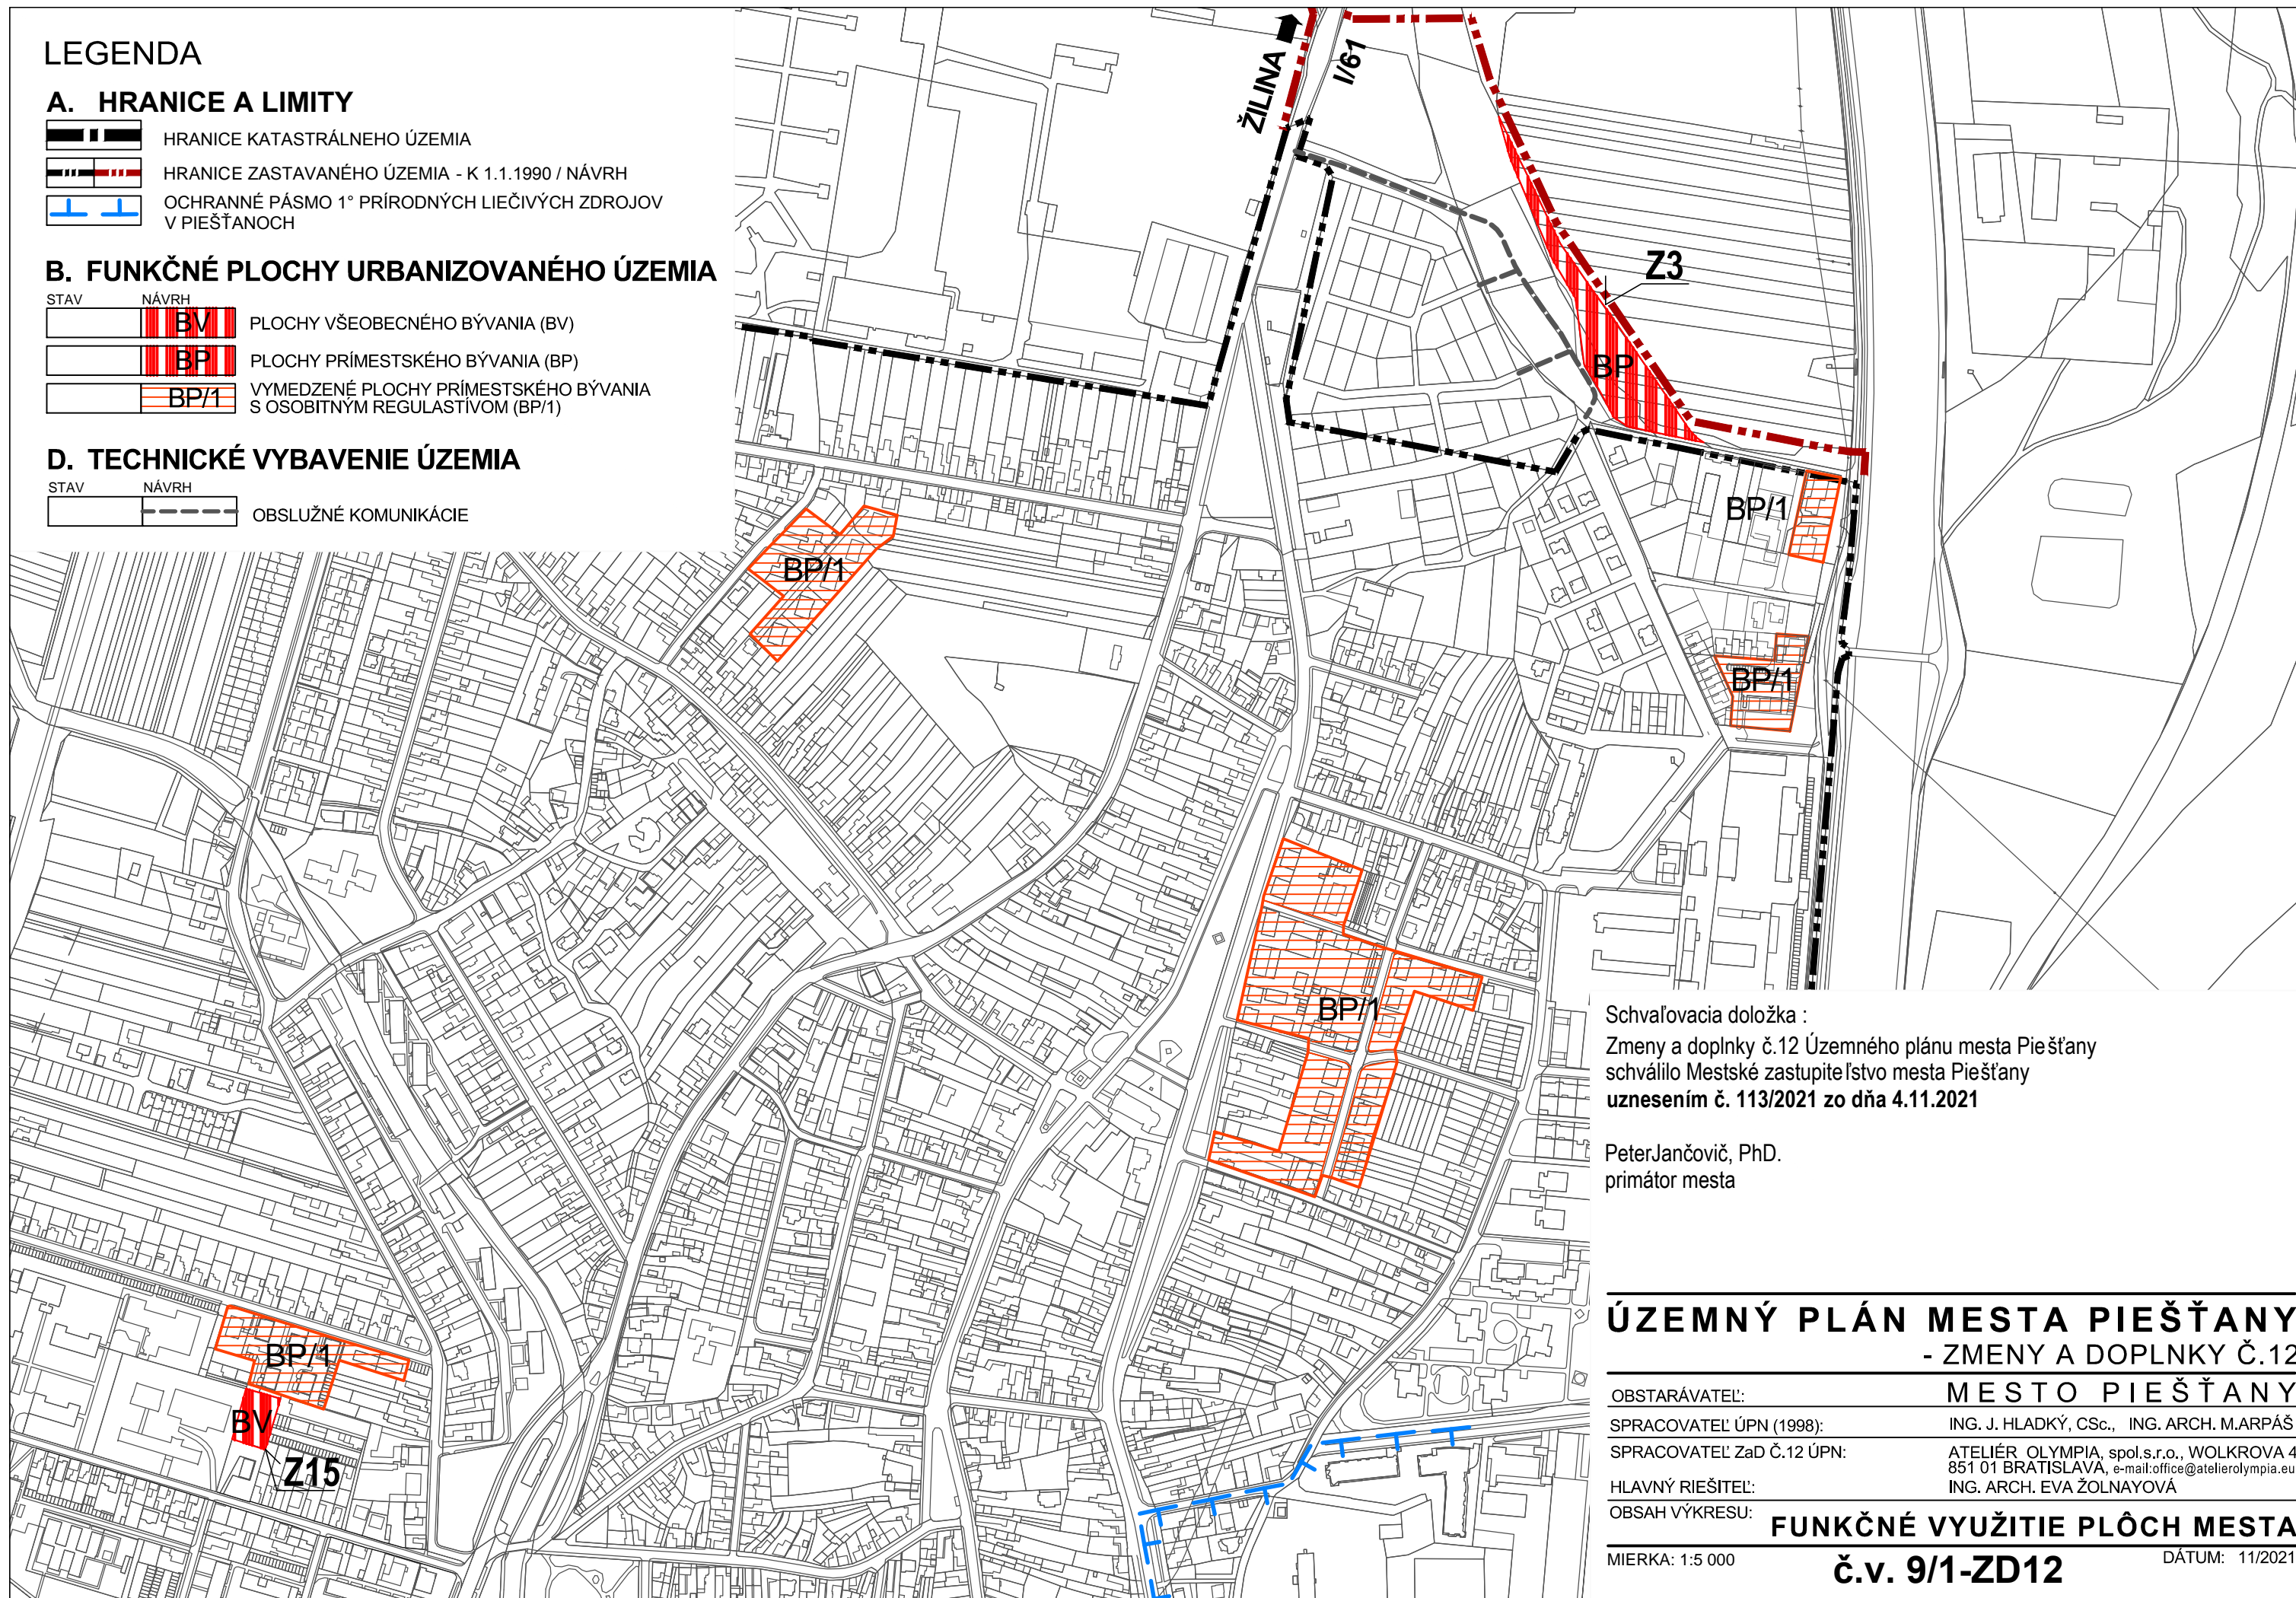 LEGENDA
A. HRANICE A LIMITY
HRANICE KATASTRÁLNEHO ÚZEMIA
HRANICE ZASTAVANÉHO ÚZEMIA - K 1.1.1990 / NÁVRH
OCHRANNÉ PÁSMO 1° PRÍRODNÝCH LIEČIVÝCH ZDROJOV
V PIEŠŤANOCH
B. FUNKČNÉ PLOCHY URBANIZOVANÉHO ÚZEMIA
STAV NÁVRH
BV PLOCHY VŠEOBECNÉHO BÝVANIA (BV)
BP PLOCHY PRÍMESTSKÉHO BÝVANIA (BP)
BP/1 VYMEDZENÉ PLOCHY PRÍMESTSKÉHO BÝVANIA
S OSOBITNÝM REGULASTÍVOM (BP/1)
D. TECHNICKÉ VYBAVENIE ÚZEMIA
STAV NÁVRH
OBSLUŽNÉ KOMUNIKÁCIE
ŽILINA
I/61
Z3
BP
BP/1
BP/1
BP/1
BP/1
BP/1
BV
Z15
Schvaľovacia doložka :
Zmeny a doplnky č.12 Územného plánu mesta Piešťany
schválilo Mestské zastupiteľstvo mesta Piešťany
uznesením č. 113/2021 zo dňa 4.11.2021
PeterJančovič, PhD.
primátor mesta
ÚZEMNÝ PLÁN MESTA PIEŠŤANY
- ZMENY A DOPLNKY Č.12
OBSTARÁVATEĽ: MESTO PIEŠŤANY
SPRACOVATEĽ ÚPN (1998): ING. J. HLADKÝ, CSc., ING. ARCH. M.ARPÁŠ
SPRACOVATEĽ ZaD Č.12 ÚPN: ATELIÉR OLYMPIA, spol.s.r.o., WOLKROVA 4
851 01 BRATISLAVA, e-mail:office@atelierolympia.eu
HLAVNÝ RIEŠITEĽ: ING. ARCH. EVA ŽOLNAYOVÁ
OBSAH VÝKRESU: FUNKČNÉ VYUŽITIE PLÔCH MESTA
MIERKA: 1:5 000 č.v. 9/1-ZD12 DÁTUM: 11/2021